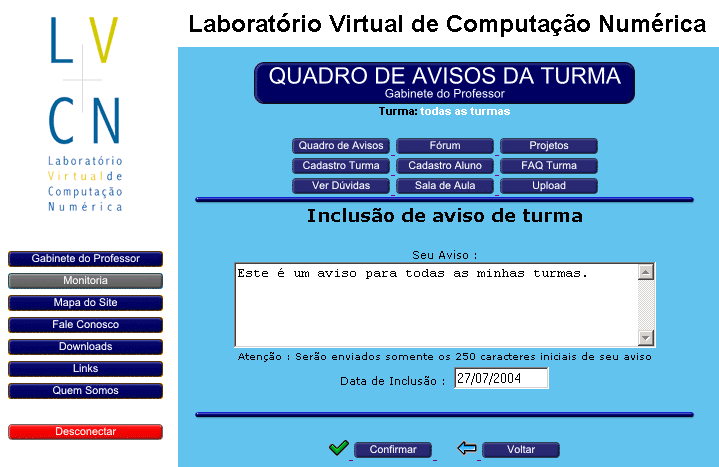 Laboratório Virtual de Computação Numérica
L V
C N
Laboratório
Virtual de
Computação
Numérica
QUADRO DE AVISOS DA TURMA
Gabinete do Professor
Turma: todas as turmas
Quadro de Avisos Fórum Projetos
Cadastro Turma Cadastro Aluno FAQ Turma
Ver Dúvidas Sala de Aula Upload
Inclusão de aviso de turma
Seu Aviso :
Este é um aviso para todas as minhas turmas.
Atenção : Serão enviados somente os 250 caracteres iniciais de seu aviso
Data de Inclusão : 27/07/2004
Confirmar Voltar
Gabinete do Professor
Monitoria
Mapa do Site
Fale Conosco
Downloads
Links
Quem Somos
Desconectar